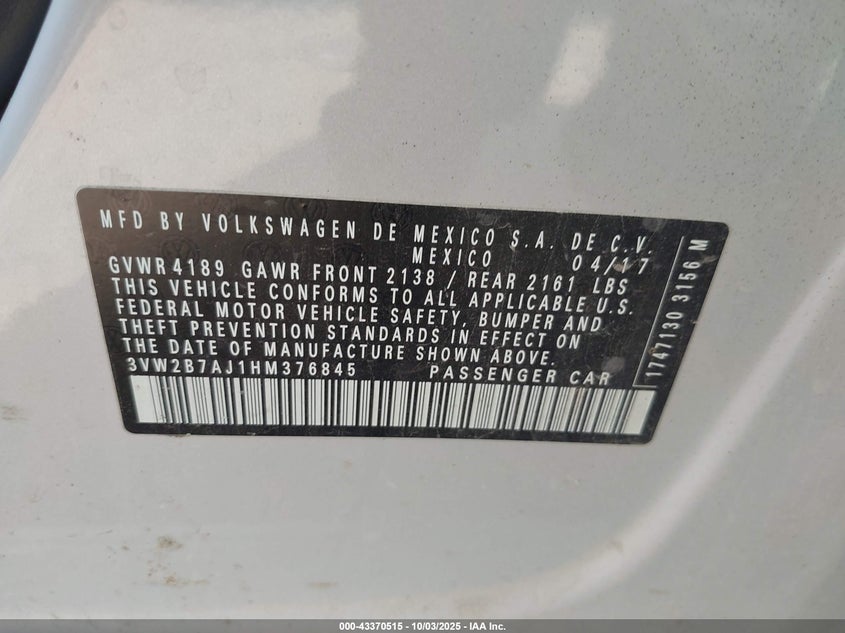 MFD BY VOLKSWAGEN DE MEXICO S.A. DE C.V.
MEXICO 04/17
GVWR 4189 GAWR FRONT 2138 / REAR 2161 LBS
THIS VEHICLE CONFORMS TO ALL APPLICABLE U.S.
FEDERAL MOTOR VEHICLE SAFETY, BUMPER AND
THEFT PREVENTION STANDARDS IN EFFECT ON
THE DATE OF MANUFACTURE SHOWN ABOVE.
3VW2B7AJ1HM376845 PASSENGER CAR
1747130 3156 M
000-43370515 - 10/03/2025 - IAA Inc.